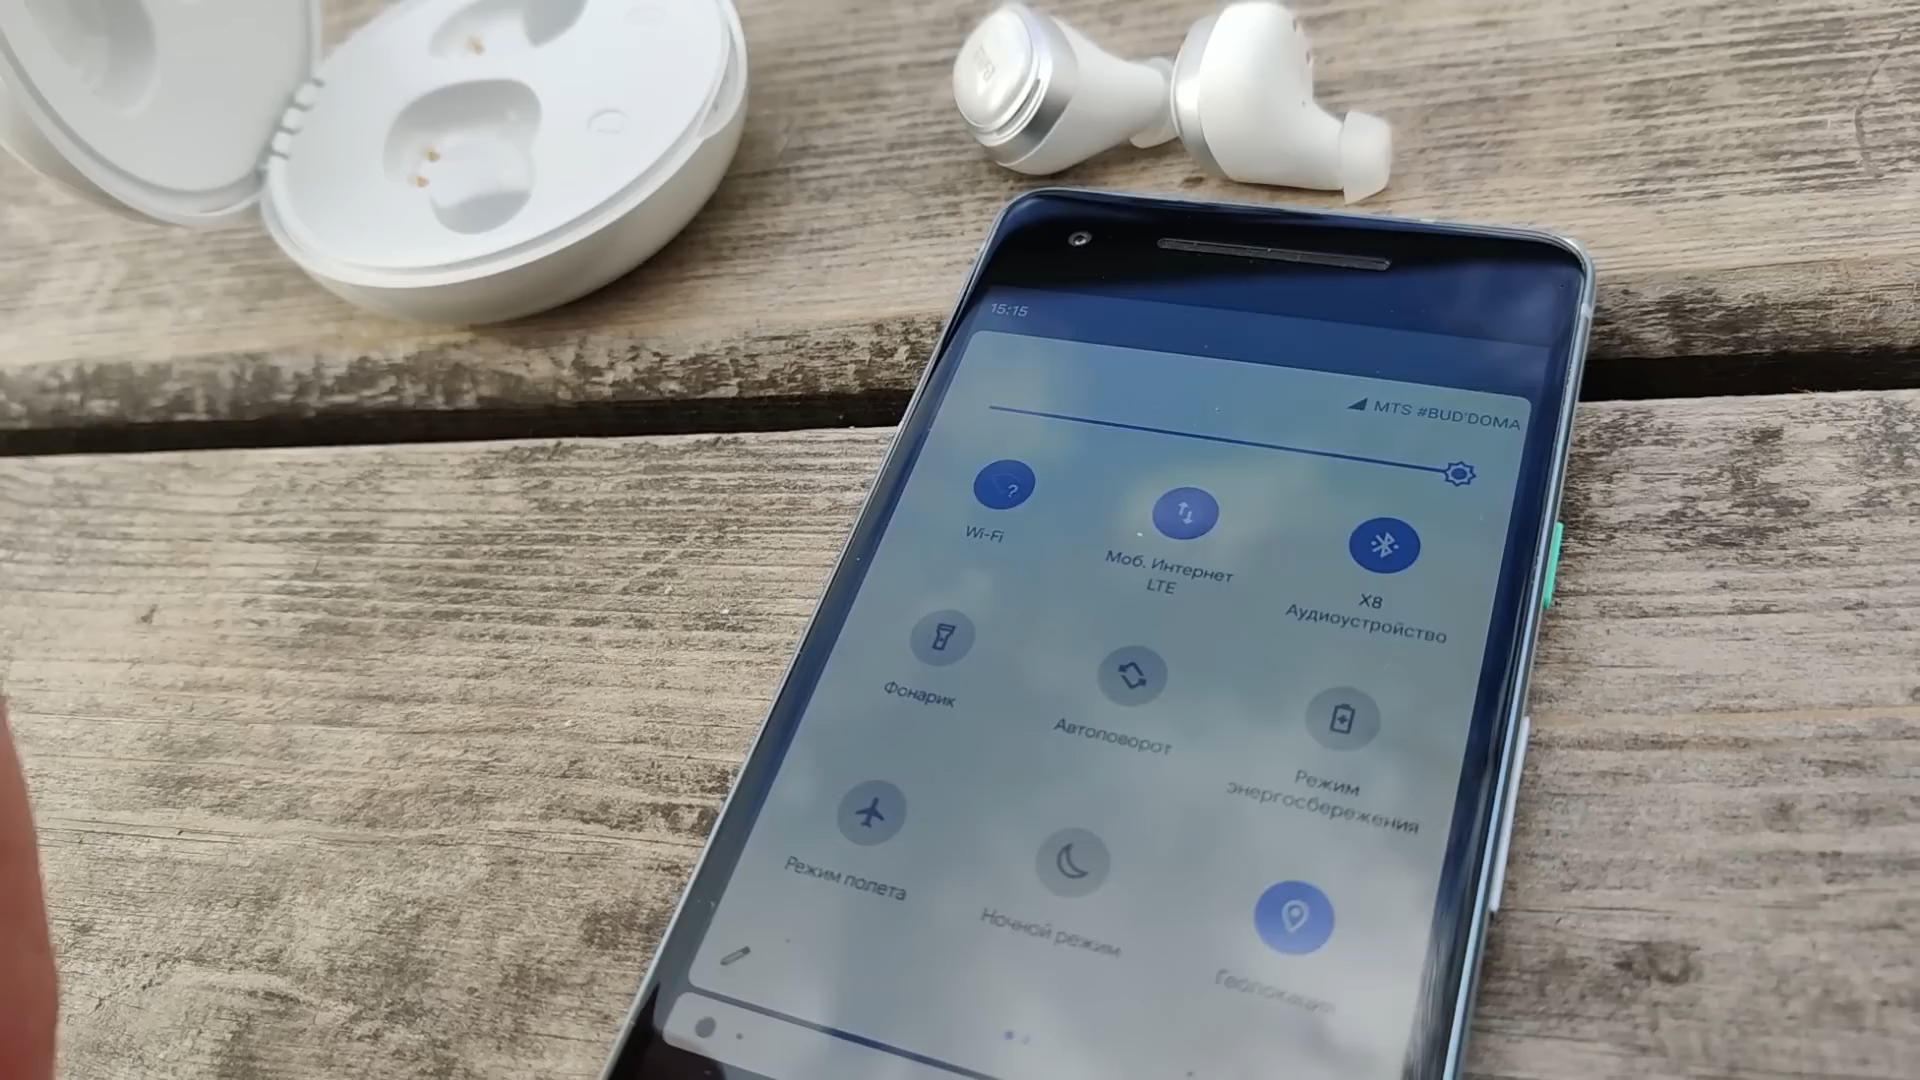 15:15
MTS #BUD'DOMA
Wi-Fi
Моб. Интернет
LTE
X8
Аудиоустройство
Фонарик
Автоповорот
Режим
энергосбережения
Режим полета
Ночной режим
Геолокация